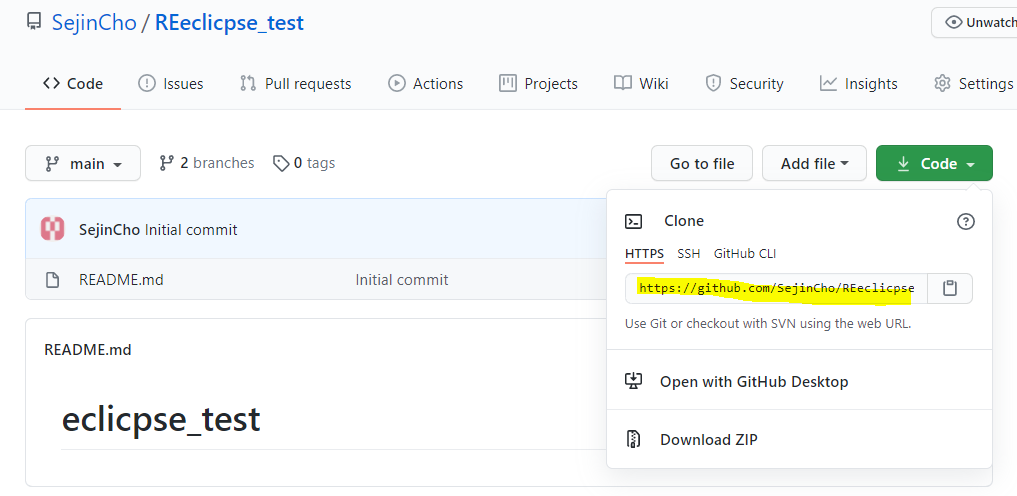 SejinCho / REeclicpse_test
Unwatch
Code Issues Pull requests Actions Projects Wiki Security Insights Settings
main 2 branches 0 tags Go to file Add file Code
SejinCho Initial commit
README.md Initial commit
README.md
eclicpse_test
Clone
HTTPS SSH GitHub CLI
https://github.com/SejinCho/REeclicpse
Use Git or checkout with SVN using the web URL.
Open with GitHub Desktop
Download ZIP